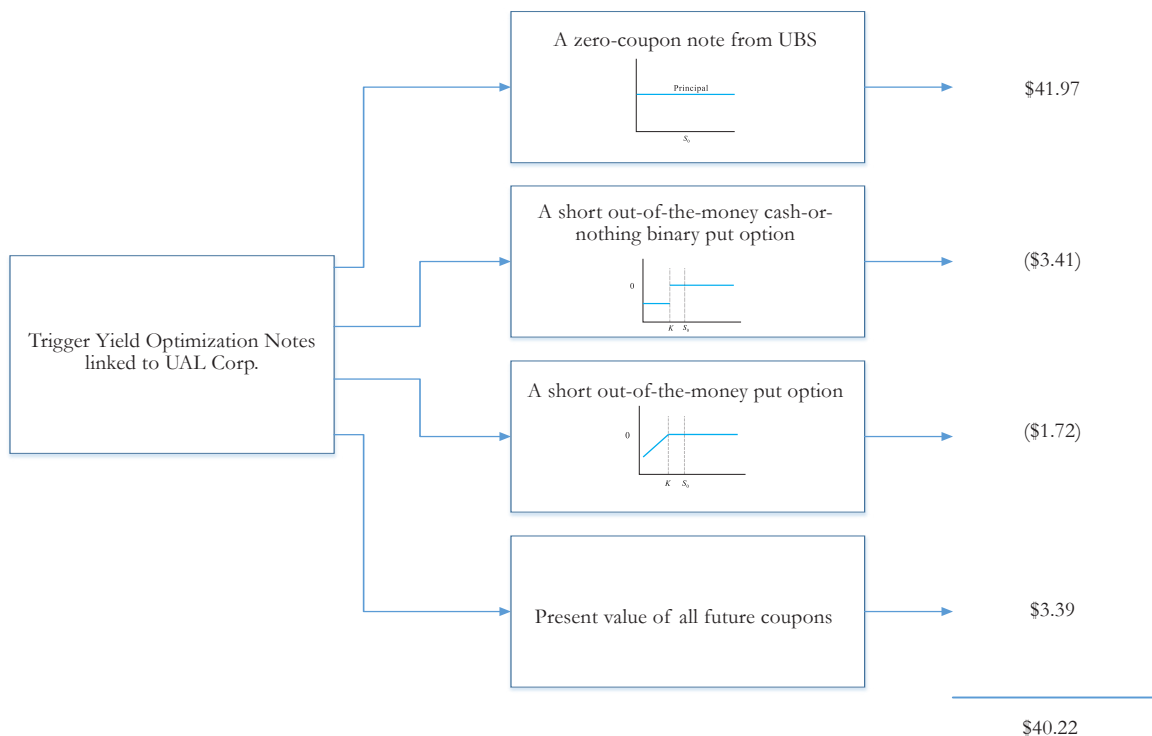 A zero-coupon note from UBS
Principal
S₀
$41.97
A short out-of-the-money cash-or-
nothing binary put option
0
K
S₀
($3.41)
Trigger Yield Optimization Notes
linked to UAL Corp.
A short out-of-the-money put option
0
K
S₀
($1.72)
Present value of all future coupons
$3.39
$40.22